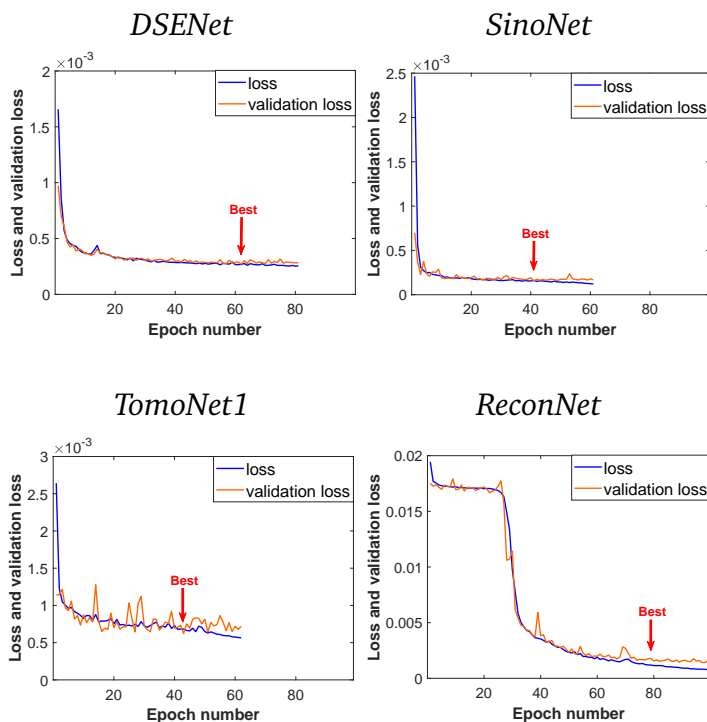 DSENet
×10⁻³
2
1.5
1
0.5
0
20
40
60
80
Loss and validation loss
Epoch number
loss
validation loss
Best
SinoNet
×10⁻³
2.5
2
1.5
1
0.5
0
20
40
60
80
Loss and validation loss
Epoch number
loss
validation loss
Best
TomoNet1
×10⁻³
3
2.5
2
1.5
1
0.5
0
20
40
60
80
Loss and validation loss
Epoch number
loss
validation loss
Best
ReconNet
0.02
0.015
0.01
0.005
0
20
40
60
80
Loss and validation loss
Epoch number
loss
validation loss
Best